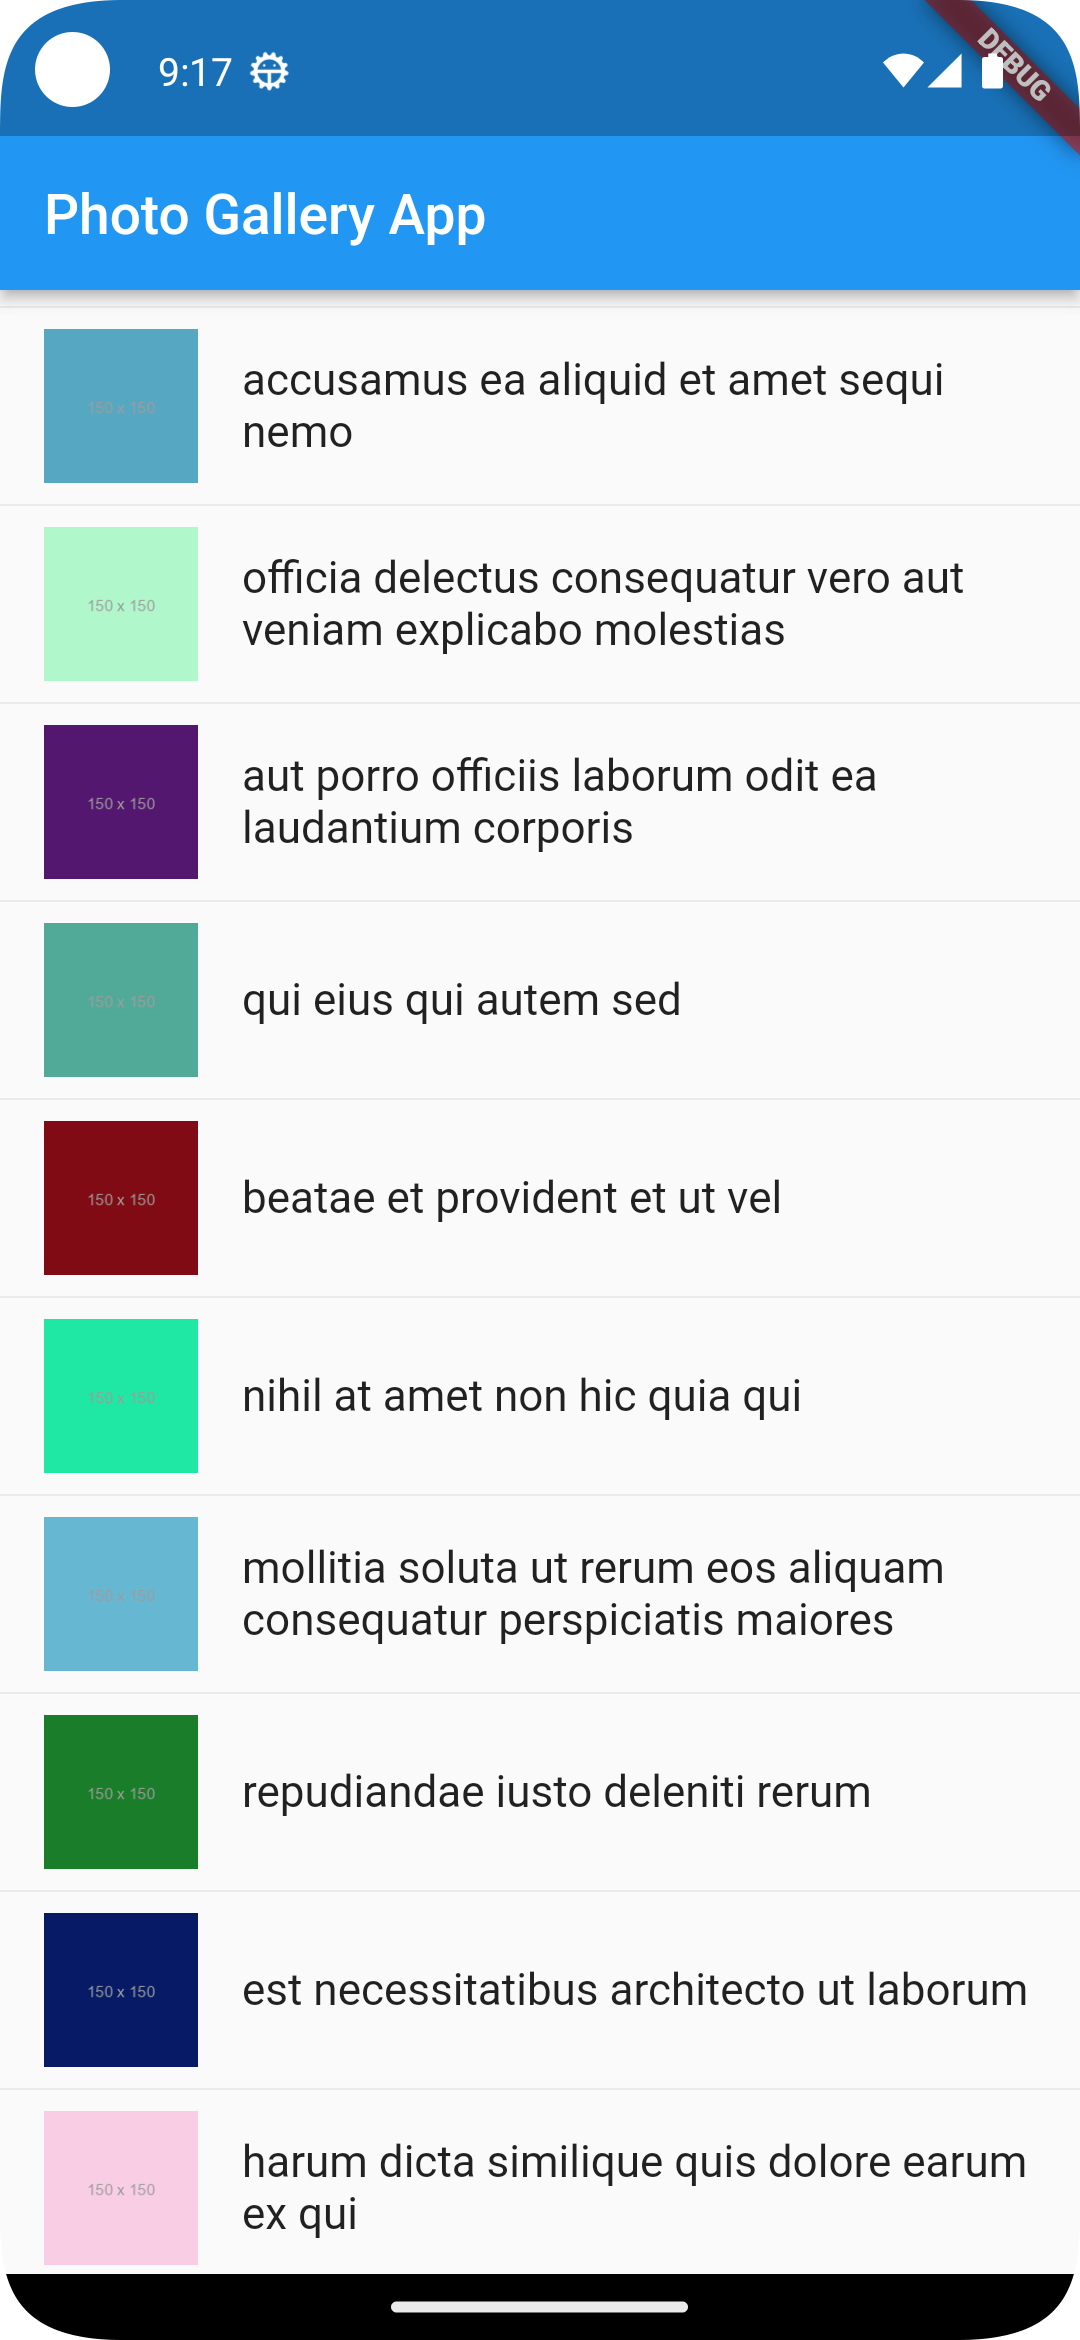 9:17
DEBUG
Photo Gallery App
150 x 150
accusamus ea aliquid et amet sequi
nemo
150 x 150
officia delectus consequatur vero aut
veniam explicabo molestias
150 x 150
aut porro officiis laborum odit ea
laudantium corporis
150 x 150
qui eius qui autem sed
150 x 150
beatae et provident et ut vel
150 x 150
nihil at amet non hic quia qui
150 x 150
mollitia soluta ut rerum eos aliquam
consequatur perspiciatis maiores
150 x 150
repudiandae iusto deleniti rerum
150 x 150
est necessitatibus architecto ut laborum
150 x 150
harum dicta similique quis dolore earum
ex qui